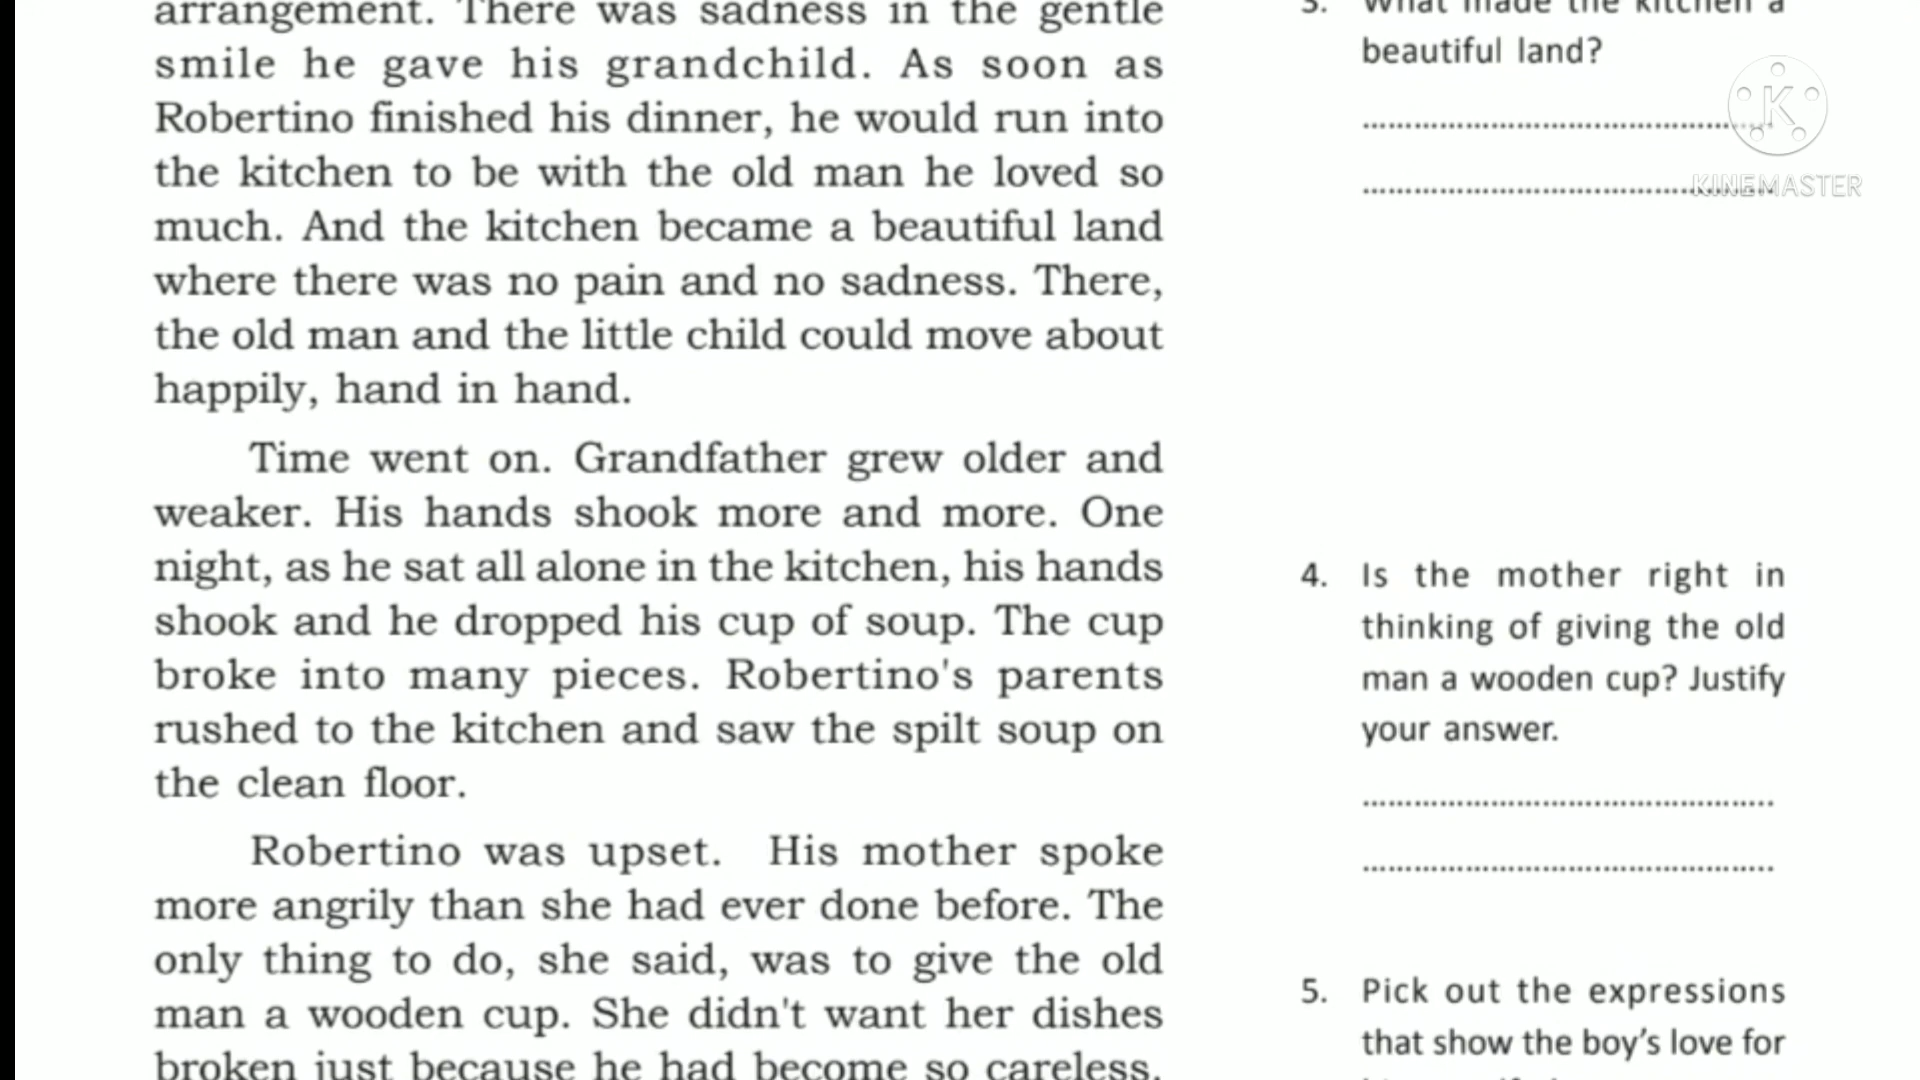 arrangement. There was sadness in the gentle
smile he gave his grandchild. As soon as
Robertino finished his dinner, he would run into
the kitchen to be with the old man he loved so
much. And the kitchen became a beautiful land
where there was no pain and no sadness. There,
the old man and the little child could move about
happily, hand in hand.
Time went on. Grandfather grew older and
weaker. His hands shook more and more. One
night, as he sat all alone in the kitchen, his hands
shook and he dropped his cup of soup. The cup
broke into many pieces. Robertino's parents
rushed to the kitchen and saw the spilt soup on
the clean floor.
Robertino was upset. His mother spoke
more angrily than she had ever done before. The
only thing to do, she said, was to give the old
man a wooden cup. She didn't want her dishes
broken just because he had become so careless.
3. What made the kitchen a
beautiful land?
K
KINEMASTER
4. Is the mother right in
thinking of giving the old
man a wooden cup? Justify
your answer.
5. Pick out the expressions
that show the boy’s love for